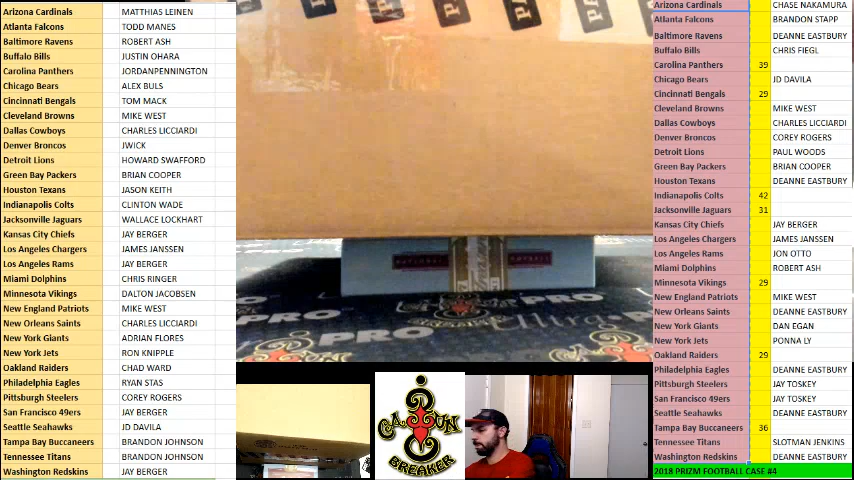 Arizona Cardinals MATTHIAS LEINEN
Atlanta Falcons TODD MANES
Baltimore Ravens ROBERT ASH
Buffalo Bills JUSTIN OHARA
Carolina Panthers JORDANPENNINGTON
Chicago Bears ALEX BULS
Cincinnati Bengals TOM MACK
Cleveland Browns MIKE WEST
Dallas Cowboys CHARLES LICCIARDI
Denver Broncos JWICK
Detroit Lions HOWARD SWAFFORD
Green Bay Packers BRIAN COOPER
Houston Texans JASON KEITH
Indianapolis Colts CLINTON WADE
Jacksonville Jaguars WALLACE LOCKHART
Kansas City Chiefs JAY BERGER
Los Angeles Chargers JAMES JANSSEN
Los Angeles Rams JAY BERGER
Miami Dolphins CHRIS RINGER
Minnesota Vikings DALTON JACOBSEN
New England Patriots MIKE WEST
New Orleans Saints CHARLES LICCIARDI
New York Giants ADRIAN FLORES
New York Jets RON KNIPPLE
Oakland Raiders CHAD WARD
Philadelphia Eagles RYAN STAS
Pittsburgh Steelers COREY ROGERS
San Francisco 49ers JAY BERGER
Seattle Seahawks JD DAVILA
Tampa Bay Buccaneers BRANDON JOHNSON
Tennessee Titans BRANDON JOHNSON
Washington Redskins JAY BERGER
PRO
PRO
PRO
CAJUN
BREAKER
Arizona Cardinals CHASE NAKAMURA
Atlanta Falcons BRANDON STAPP
Baltimore Ravens DEANNE EASTBURY
Buffalo Bills CHRIS FIEGL
Carolina Panthers 39
Chicago Bears JD DAVILA
Cincinnati Bengals 29
Cleveland Browns MIKE WEST
Dallas Cowboys CHARLES LICCIARDI
Denver Broncos COREY ROGERS
Detroit Lions PAUL WOODS
Green Bay Packers BRIAN COOPER
Houston Texans DEANNE EASTBURY
Indianapolis Colts 42
Jacksonville Jaguars 31
Kansas City Chiefs JAY BERGER
Los Angeles Chargers JAMES JANSSEN
Los Angeles Rams JON OTTO
Miami Dolphins ROBERT ASH
Minnesota Vikings 29
New England Patriots MIKE WEST
New Orleans Saints DEANNE EASTBURY
New York Giants DAN EGAN
New York Jets PONNA LY
Oakland Raiders 29
Philadelphia Eagles DEANNE EASTBURY
Pittsburgh Steelers JAY TOSKEY
San Francisco 49ers JAY TOSKEY
Seattle Seahawks DEANNE EASTBURY
Tampa Bay Buccaneers 36
Tennessee Titans SLOTMAN JENKINS
Washington Redskins DEANNE EASTBURY
2018 PRIZM FOOTBALL CASE #4